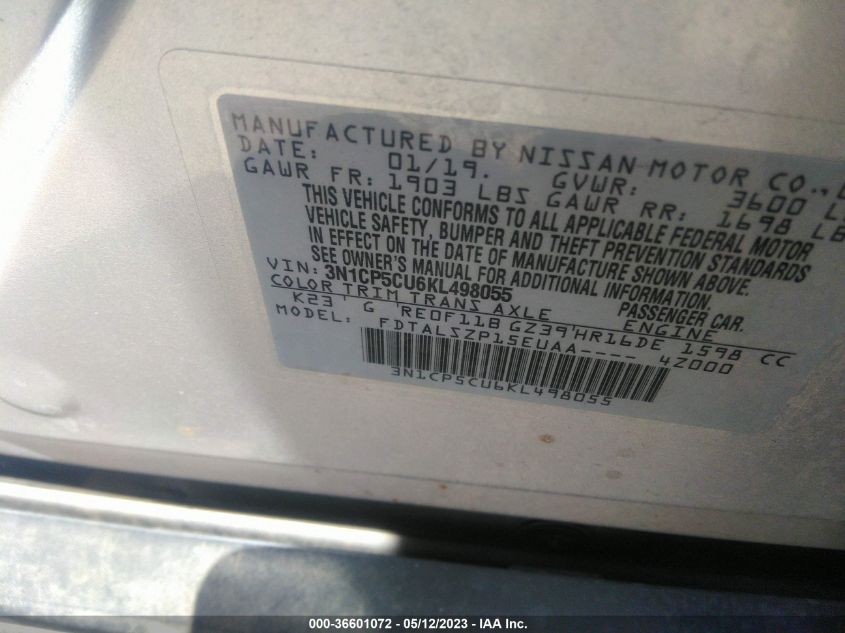 MANUFACTURED BY NISSAN MOTOR CO.,
DATE: 01/19. GVWR: 3600 L
GAWR FR: 1903 LBS GAWR RR: 1698 LB
THIS VEHICLE CONFORMS TO ALL APPLICABLE FEDERAL MOTOR
VEHICLE SAFETY, BUMPER AND THEFT PREVENTION STANDARDS
IN EFFECT ON THE DATE OF MANUFACTURE SHOWN ABOVE.
SEE OWNER'S MANUAL FOR ADDITIONAL INFORMATION.
VIN: 3N1CP5CU6KL498055 PASSENGER CAR.
COLOR TRIM TRANS AXLE ENGINE
K23' G 'RE0F11B GZ39'HR16DE 1598 CC
MODEL: FDTALSZP15EUAA---- 4Z000
3N1CP5CU6KL498055
000-36601072 - 05/12/2023 - IAA Inc.